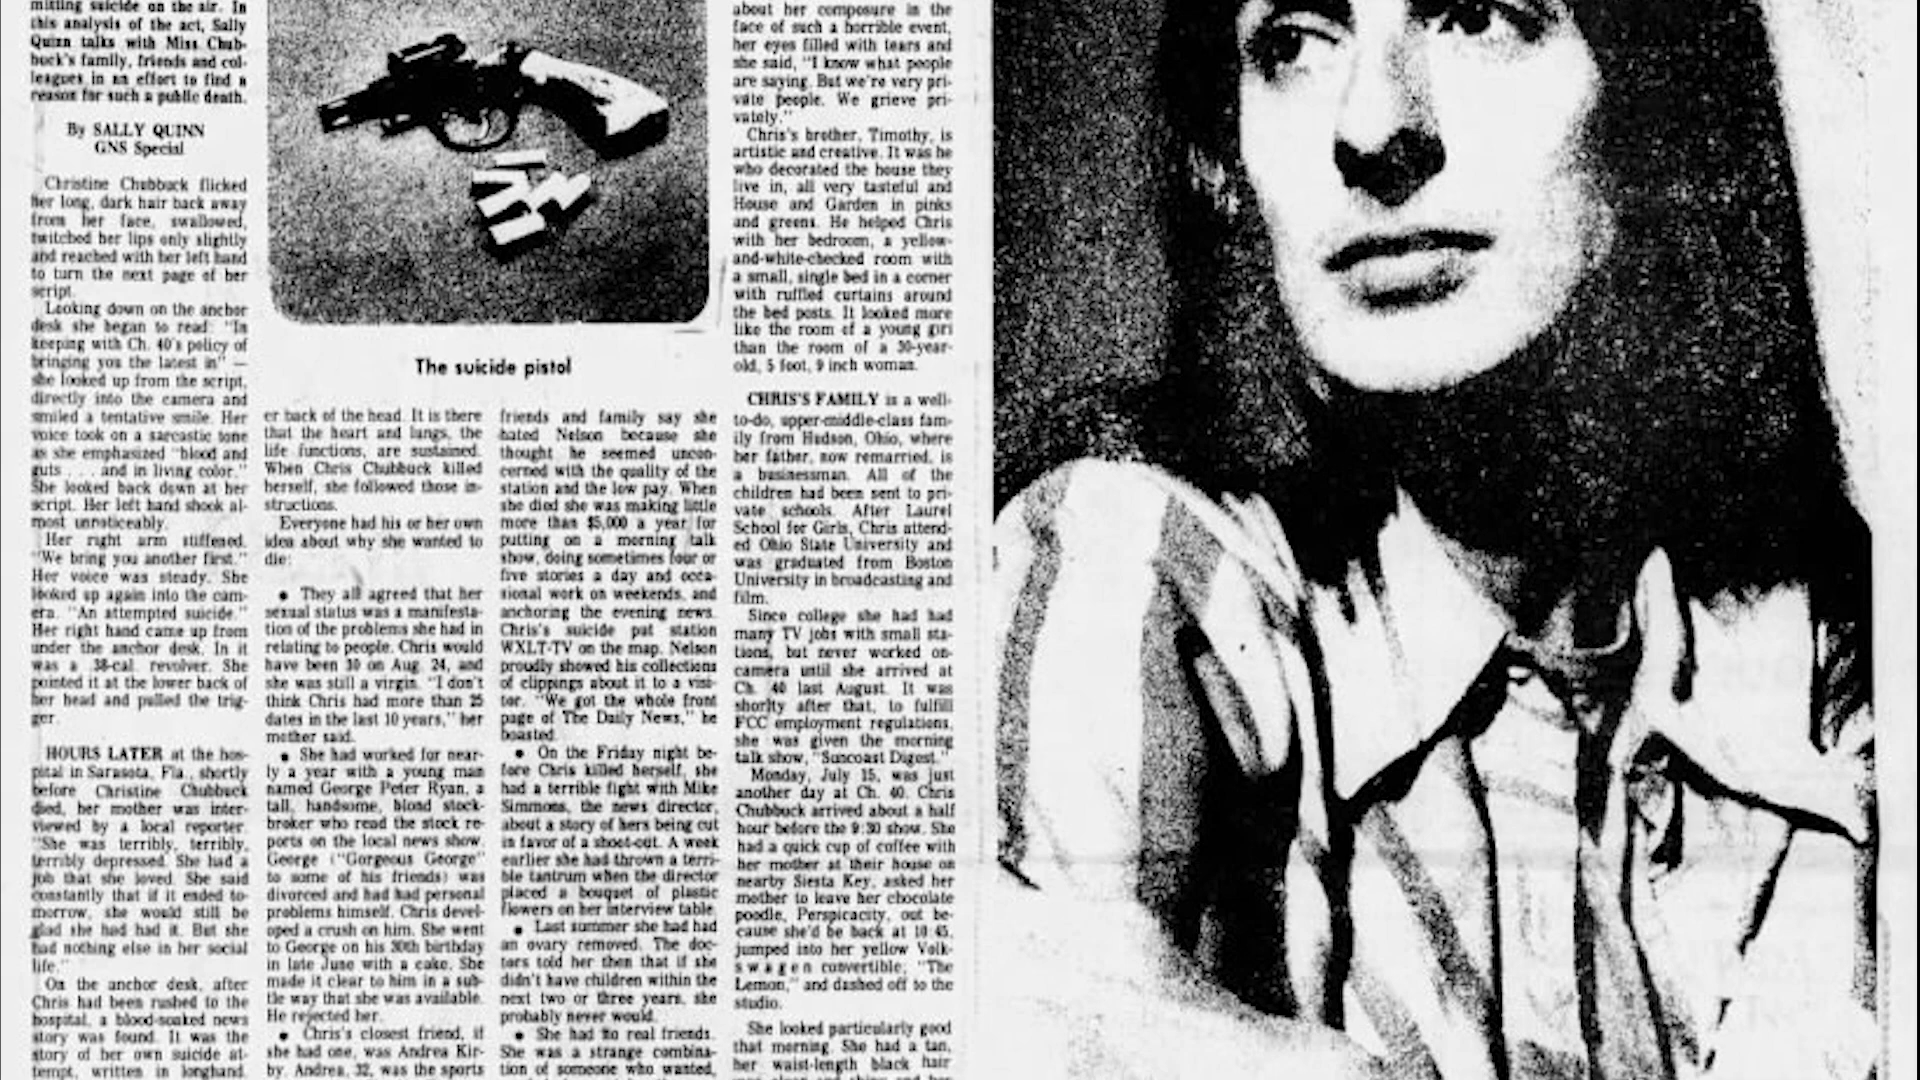 mitting suicide on the air. In
this analysis of the act, Sally
Quinn talks with Miss Chub-
buck's family, friends and col-
leagues in an effort to find a
reason for such a public death.
By SALLY QUINN
GNS Special
Christine Chubbuck flicked
her long, dark hair back away
from her face, swallowed,
twitched her lips only slightly
and reached with her left hand
to turn the next page of her
script.
Looking down on the anchor
desk she began to read: "In
keeping with Ch. 40's policy of
bringing you the latest in" —
she looked up from the script,
directly into the camera and
smiled a tentative smile. Her
voice took on a sarcastic tone
as she emphasized "blood and
guts . . . and in living color."
She looked back down at her
script. Her left hand shook al-
most unnoticeably.
Her right arm stiffened.
"We bring you another first."
Her voice was steady. She
looked up again into the cam-
era. "An attempted suicide."
Her right hand came up from
under the anchor desk. In it
was a .38-cal. revolver. She
pointed it at the lower back of
her head and pulled the trig-
ger.
HOURS LATER at the hos-
pital in Sarasota, Fla., shortly
before Christine Chubbuck
died, her mother was inter-
viewed by a local reporter.
"She was terribly, terribly,
terribly depressed. She had a
job that she loved. She said
constantly that if it ended to-
morrow, she would still be
glad she had had it. But she
had nothing else in her social
life."
On the anchor desk, after
Chris had been rushed to the
hospital, a blood-soaked news
story was found. It was the
story of her own suicide at-
tempt, written in longhand.
The suicide pistol
er back of the head. It is there
that the heart and lungs, the
life functions, are sustained.
When Chris Chubbuck killed
herself, she followed those in-
structions.
Everyone had his or her own
idea about why she wanted to
die:
• They all agreed that her
sexual status was a manifesta-
tion of the problems she had in
relating to people. Chris would
have been 30 on Aug. 24, and
she was still a virgin. "I don't
think Chris had more than 25
dates in the last 10 years," her
mother said.
• She had worked for near-
ly a year with a young man
named George Peter Ryan, a
tall, handsome, blond stock-
broker who read the stock re-
ports on the local news show.
George ("Gorgeous George"
to some of his friends) was
divorced and had had personal
problems himself. Chris devel-
oped a crush on him. She went
to George on his 30th birthday
in late June with a cake. She
made it clear to him in a sub-
tle way that she was available.
He rejected her.
• Chris's closest friend, if
she had one, was Andrea Kir-
by. Andrea, 32, was the sports
friends and family say she
hated Nelson because she
thought he seemed uncon-
cerned with the quality of the
station and the low pay. When
she died she was making little
more than $5,000 a year for
putting on a morning talk
show, doing sometimes four or
five stories a day and occa-
sional work on weekends, and
anchoring the evening news.
Chris's suicide put station
WXLT-TV on the map. Nelson
proudly showed his collections
of clippings about it to a visi-
tor. "We got the whole front
page of The Daily News," he
boasted.
• On the Friday night be-
fore Chris killed herself, she
had a terrible fight with Mike
Simmons, the news director,
about a story of hers being cut
in favor of a shoot-out. A week
earlier she had thrown a terri-
ble tantrum when the director
placed a bouquet of plastic
flowers on her interview table.
• Last summer she had had
an ovary removed. The doc-
tors told her then that if she
didn't have children within the
next two or three years, she
probably never would.
• She had no real friends.
She was a strange combina-
tion of someone who wanted,
about her composure in the
face of such a horrible event,
her eyes filled with tears and
she said, "I know what people
are saying. But we're very pri-
vate people. We grieve pri-
vately."
Chris's brother, Timothy, is
artistic and creative. It was he
who decorated the house they
live in, all very tasteful and
House and Garden in pinks
and greens. He helped Chris
with her bedroom, a yellow-
and-white-checked room with
a small, single bed in a corner
with ruffled curtains around
the bed posts. It looked more
like the room of a young girl
than the room of a 30-year-
old, 5 foot, 9 inch woman.
CHRIS'S FAMILY is a well-
to-do, upper-middle-class fam-
ily from Hudson, Ohio, where
her father, now remarried, is
a businessman. All of the
children had been sent to pri-
vate schools. After Laurel
School for Girls, Chris attend-
ed Ohio State University and
was graduated from Boston
University in broadcasting and
film.
Since college she had had
many TV jobs with small sta-
tions, but never worked on-
camera until she arrived at
Ch. 40 last August. It was
shortly after that, to fulfill
FCC employment regulations,
she was given the morning
talk show, "Suncoast Digest."
Monday, July 15, was just
another day at Ch. 40. Chris
Chubbuck arrived about a half
hour before the 9:30 show. She
had a quick cup of coffee with
her mother at their house on
nearby Siesta Key, asked her
mother to leave her chocolate
poodle, Perspicacity, out be-
cause she'd be back at 10:45,
jumped into her yellow Volk-
swagen convertible, "The
Lemon," and dashed off to the
studio.
She looked particularly good
that morning. She had a tan,
her waist-length black hair